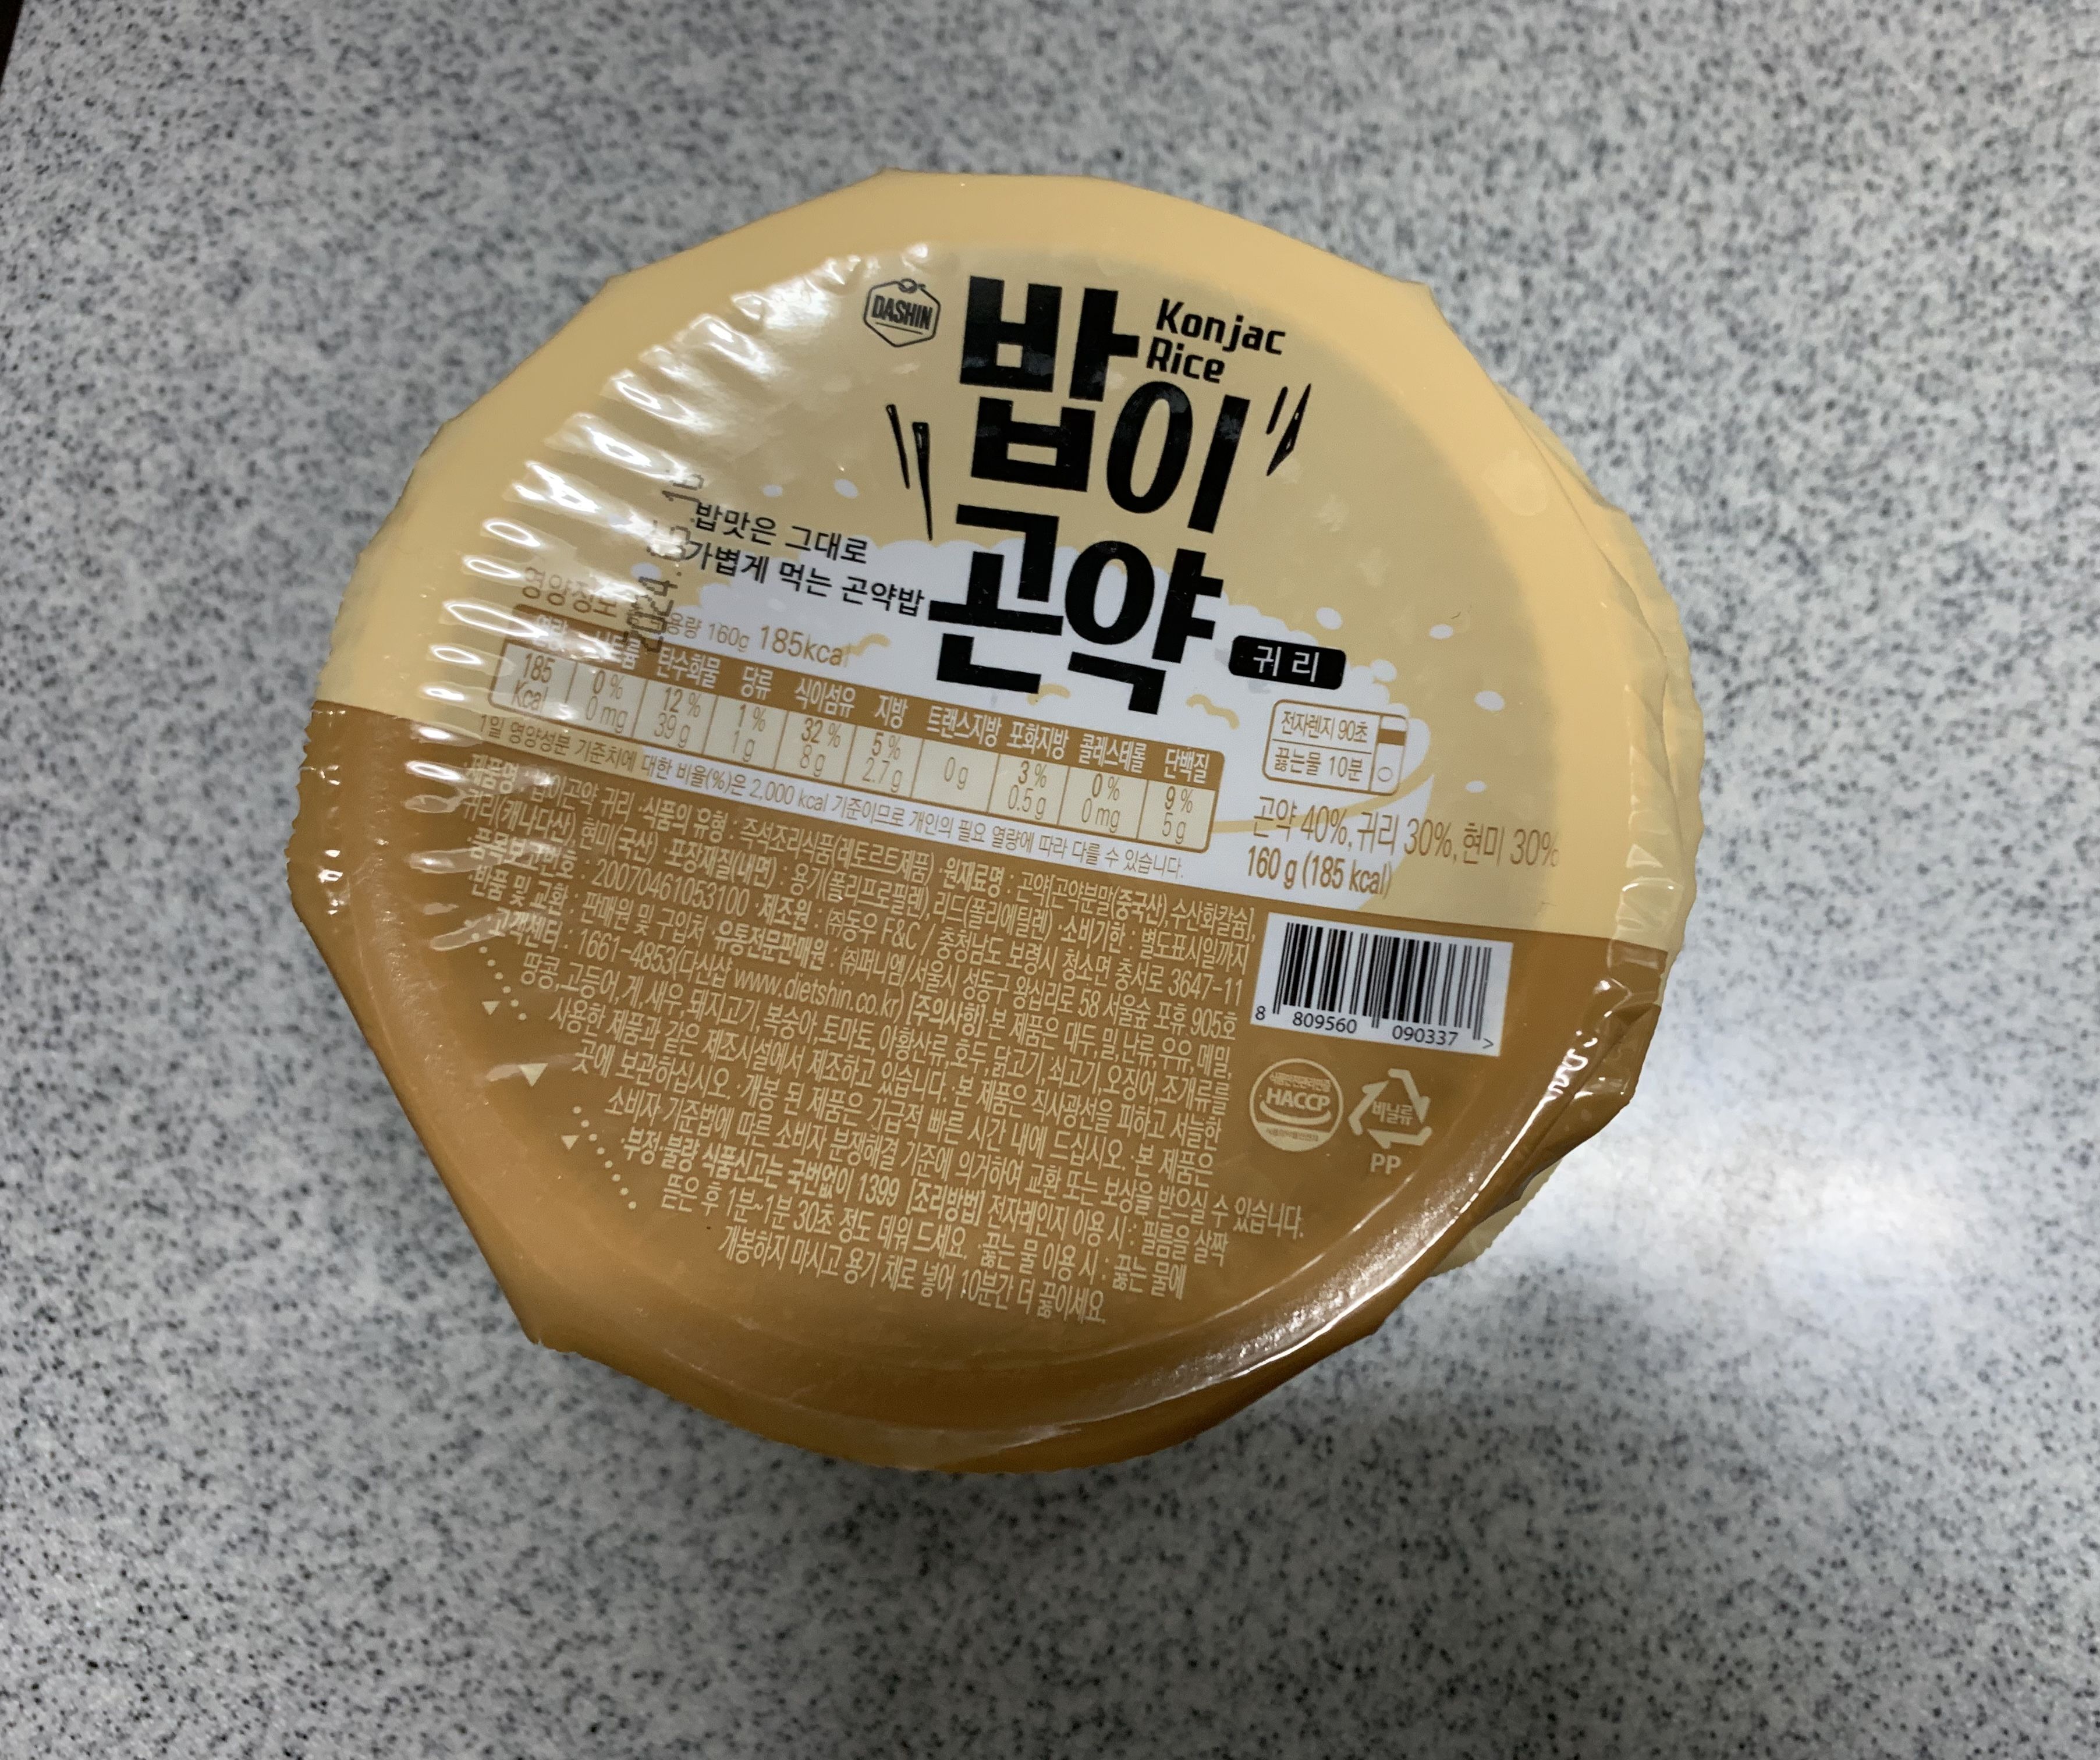 DASHIN
밥이
곤약
Konjac
Rice
귀리
밥맛은 그대로
가볍게 먹는 곤약밥
영양정보 용량 160g 185kcal
열량 나트륨 탄수화물 당류 식이섬유 지방 트랜스지방 포화지방 콜레스테롤 단백질
185 0% 12% 1% 32% 5% 3% 0% 9%
Kcal 0mg 39g 1g 8g 2.7g 0g 0.5g 0mg 5g
1일 영양성분 기준치에 대한 비율(%)은 2,000 kcal 기준이므로 개인의 필요 열량에 따라 다를 수 있습니다.
전자렌지 90초
끓는물 10분
곤약 40%, 귀리 30%, 현미 30%
160g (185 kcal)
·제품명: 밥이곤약 귀리 ·식품의 유형 : 즉석조리식품(레토르트제품) ·원재료명 : 곤약[곤약분말(중국산), 수산화칼슘],
귀리(캐나다산), 현미(국산) ·포장재질(내면) : 용기(폴리프로필렌), 리드(폴리에틸렌) ·소비기한 : 별도표시일까지
·품목보고번호 : 20070461053100 ·제조원 : ㈜동우 F&C / 충청남도 보령시 청소면 충서로 3647-11
·반품 및 교환 : 판매원 및 구입처 ·유통전문판매원 : ㈜퍼니엠/서울시 성동구 왕십리로 58 서울숲 포휴 905호
·고객센터 : 1661-4853(다신샵 www.dietshin.co.kr) [주의사항] 본 제품은 대두, 밀, 난류, 우유, 메밀,
땅콩, 고등어, 게, 새우, 돼지고기, 복숭아, 토마토, 아황산류, 호두, 닭고기, 쇠고기, 오징어, 조개류를
사용한 제품과 같은 제조시설에서 제조하고 있습니다. ·본 제품은 직사광선을 피하고 서늘한
곳에 보관하십시오. ·개봉 된 제품은 가급적 빠른 시간 내에 드십시오. ·본 제품은
소비자 기준법에 따른 소비자 분쟁해결 기준에 의거하여 교환 또는 보상을 받으실 수 있습니다.
·부정·불량 식품신고는 국번없이 1399 [조리방법] 전자레인지 이용 시 : 필름을 살짝
뜯은 후 1분~1분 30초 정도 데워 드세요. ·끓는 물 이용 시 : 끓는 물에
개봉하지 마시고 용기 채로 넣어 10분간 더 끓이세요.
8 809560 090337 >
HACCP
비닐류
PP